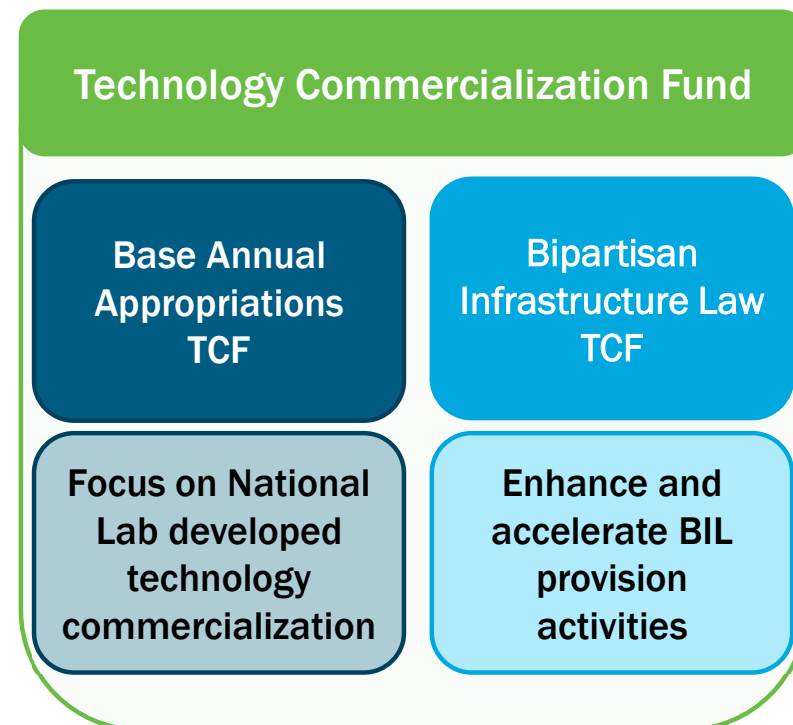 Technology Commercialization Fund
Base Annual
Appropriations
TCF
Bipartisan
Infrastructure Law
TCF
Focus on National
Lab developed
technology
commercialization
Enhance and
accelerate BIL
provision
activities